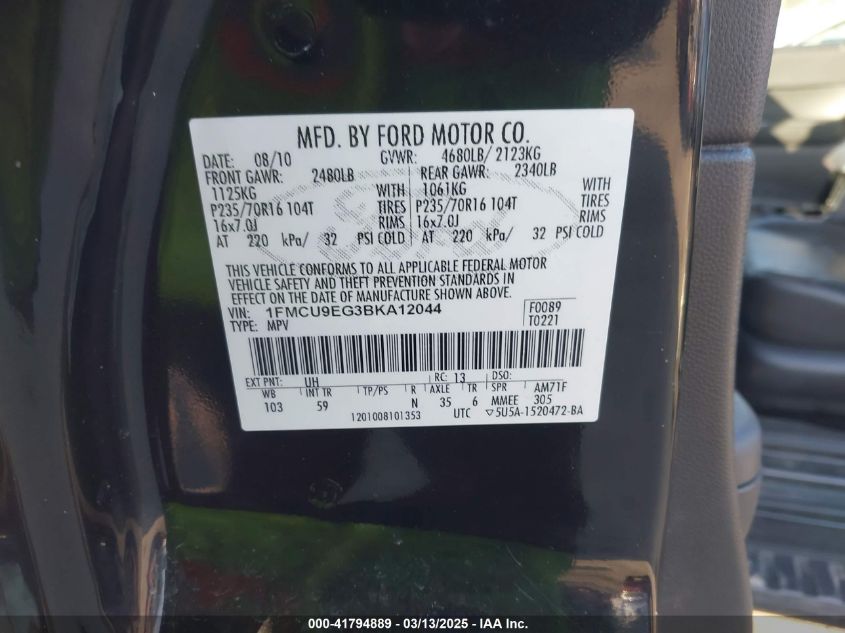 MFD. BY FORD MOTOR CO.
DATE: 08/10 GVWR: 4680LB/ 2123KG
FRONT GAWR: 2480LB REAR GAWR: 2340LB
1125KG WITH 1061KG WITH
P235/70R16 104T TIRES P235/70R16 104T TIRES
16x7.0J RIMS 16x7.0J RIMS
AT 220 kPa/ 32 PSI COLD AT 220 kPa/ 32 PSI COLD
THIS VEHICLE CONFORMS TO ALL APPLICABLE FEDERAL MOTOR
VEHICLE SAFETY AND THEFT PREVENTION STANDARDS IN
EFFECT ON THE DATE OF MANUFACTURE SHOWN ABOVE.
VIN: 1FMCU9EG3BKA12044 F0089
TYPE: MPV T0221
EXT PNT: UH RC: 13 DSO:
WB INT TR TP/PS R AXLE TR SPR AM71F
103 59 N 35 6 MMEE 305
1201008101353 UTC ▽5U5A-1520472-BA
000-41794889 - 03/13/2025 - IAA Inc.